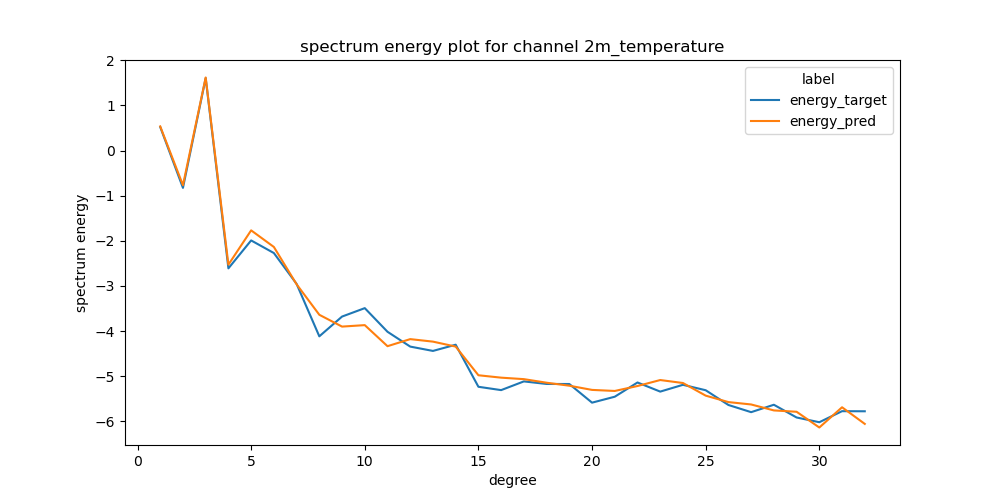 spectrum energy plot for channel 2m_temperature
label
energy_target
energy_pred
spectrum energy
2
1
0
−1
−2
−3
−4
−5
−6
0 5 10 15 20 25 30
degree